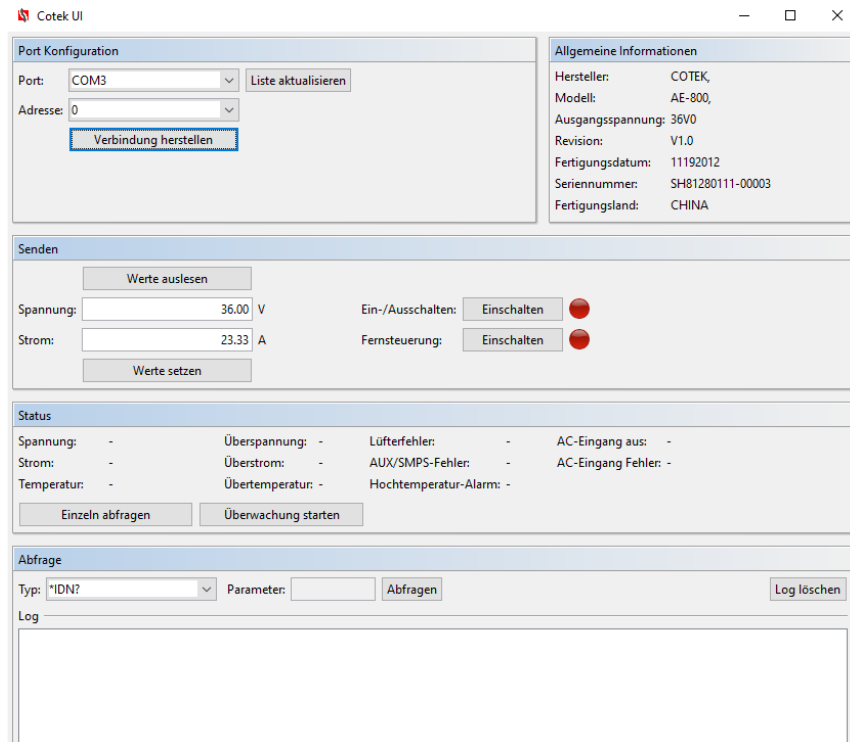 Cotek UI
Port Konfiguration
Port: COM3 Liste aktualisieren
Adresse: 0
Verbindung herstellen
Allgemeine Informationen
Hersteller: COTEK,
Modell: AE-800,
Ausgangsspannung: 36V0
Revision: V1.0
Fertigungsdatum: 11192012
Seriennummer: SH81280111-00003
Fertigungsland: CHINA
Senden
Werte auslesen
Spannung: 36.00 V Ein-/Ausschalten: Einschalten
Strom: 23.33 A Fernsteuerung: Einschalten
Werte setzen
Status
Spannung: - Überspannung: - Lüfterfehler: - AC-Eingang aus: -
Strom: - Überstrom: - AUX/SMPS-Fehler: - AC-Eingang Fehler: -
Temperatur: - Übertemperatur: - Hochtemperatur-Alarm: -
Einzeln abfragen Überwachung starten
Abfrage
Typ: *IDN? Parameter: Abfragen Log löschen
Log